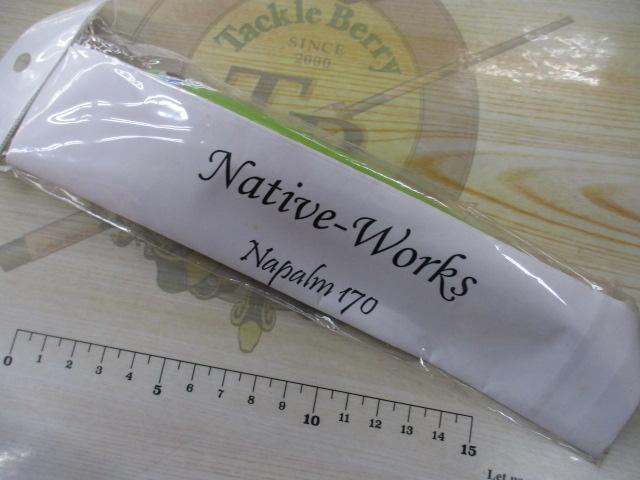 Tackle Berry
SINCE
2000
Native-Works
Napalm 170
0 1 2 3 4 5 6 7 8 9 10 11 12 13 14 15
Let